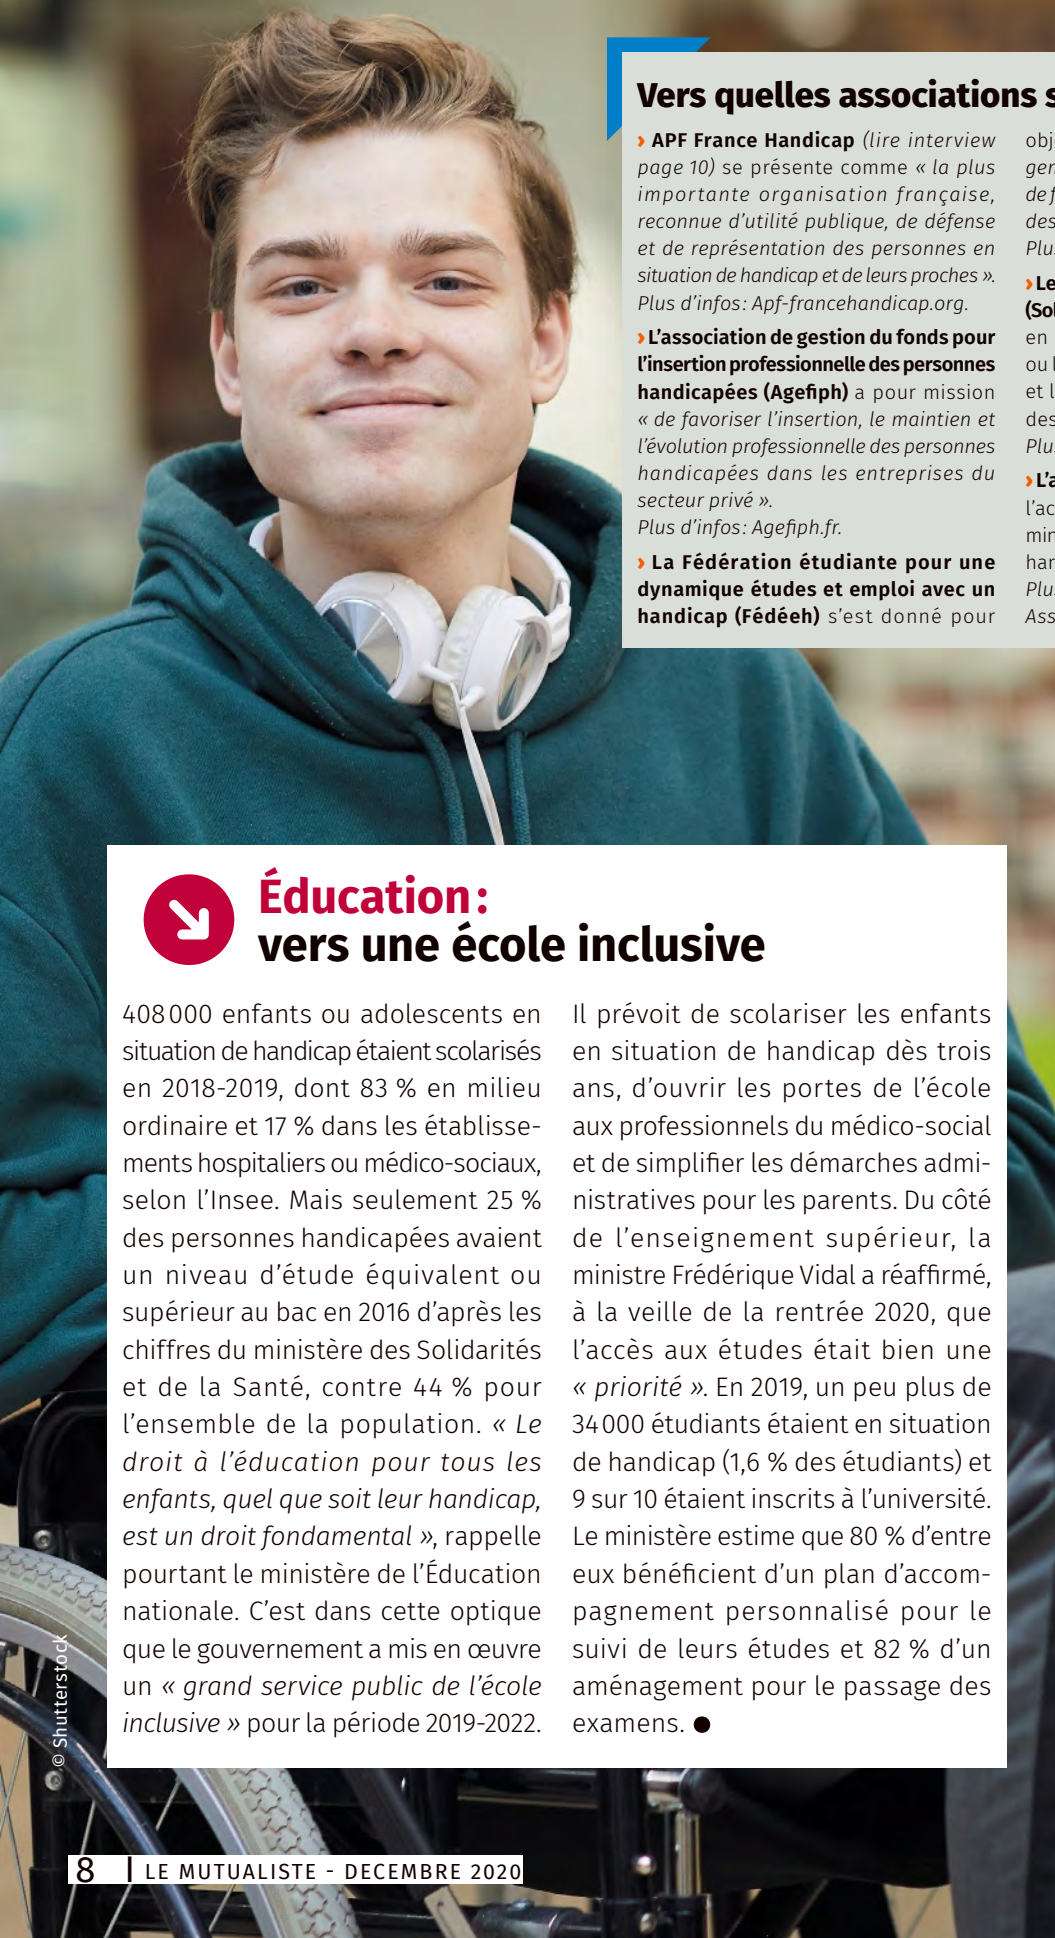 Vers quelles associations
› APF France Handicap (lire interview
page 10) se présente comme « la plus
importante organisation française,
reconnue d’utilité publique, de défense
et de représentation des personnes en
situation de handicap et de leurs proches ».
Plus d’infos : Apf-francehandicap.org.
› L’association de gestion du fonds pour
l’insertion professionnelle des personnes
handicapées (Agefiph) a pour mission
« de favoriser l’insertion, le maintien et
l’évolution professionnelle des personnes
handicapées dans les entreprises du
secteur privé ».
Plus d’infos : Agefiph.fr.
› La Fédération étudiante pour une
dynamique études et emploi avec un
handicap (Fédéeh) s’est donné pour
› Le
en
et
des
Éducation :
vers une école inclusive
408 000 enfants ou adolescents en
situation de handicap étaient scolarisés
en 2018-2019, dont 83 % en milieu
ordinaire et 17 % dans les établisse-
ments hospitaliers ou médico-sociaux,
selon l’Insee. Mais seulement 25 %
des personnes handicapées avaient
un niveau d’étude équivalent ou
supérieur au bac en 2016 d’après les
chiffres du ministère des Solidarités
et de la Santé, contre 44 % pour
l’ensemble de la population. « Le
droit à l’éducation pour tous les
enfants, quel que soit leur handicap,
est un droit fondamental », rappelle
pourtant le ministère de l’Éducation
nationale. C’est dans cette optique
que le gouvernement a mis en œuvre
un « grand service public de l’école
inclusive » pour la période 2019-2022.
Il prévoit de scolariser les enfants
en situation de handicap dès trois
ans, d’ouvrir les portes de l’école
aux professionnels du médico-social
et de simplifier les démarches admi-
nistratives pour les parents. Du côté
de l’enseignement supérieur, la
ministre Frédérique Vidal a réaffirmé,
à la veille de la rentrée 2020, que
l’accès aux études était bien une
« priorité ». En 2019, un peu plus de
34 000 étudiants étaient en situation
de handicap (1,6 % des étudiants) et
9 sur 10 étaient inscrits à l’université.
Le ministère estime que 80 % d’entre
eux bénéficient d’un plan d’accom-
pagnement personnalisé pour le
suivi de leurs études et 82 % d’un
aménagement pour le passage des
examens. ●
© Shutterstock
8 | LE MUTUALISTE - DECEMBRE 2020